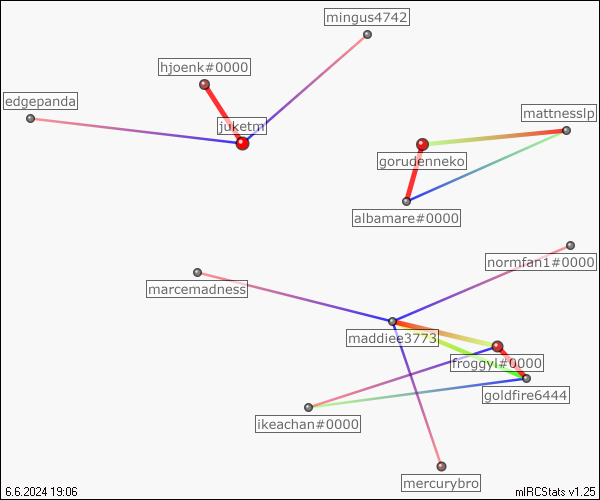 mingus4742
hjoenk#0000
edgepanda
mattnesslp
juketm
gorudenneko
albamare#0000
normfan1#0000
marcemadness
maddiee3773
froggyl#0000
goldfire6444
ikeachan#0000
mercurybro
6.6.2024 19:06
mIRCStats v1.25